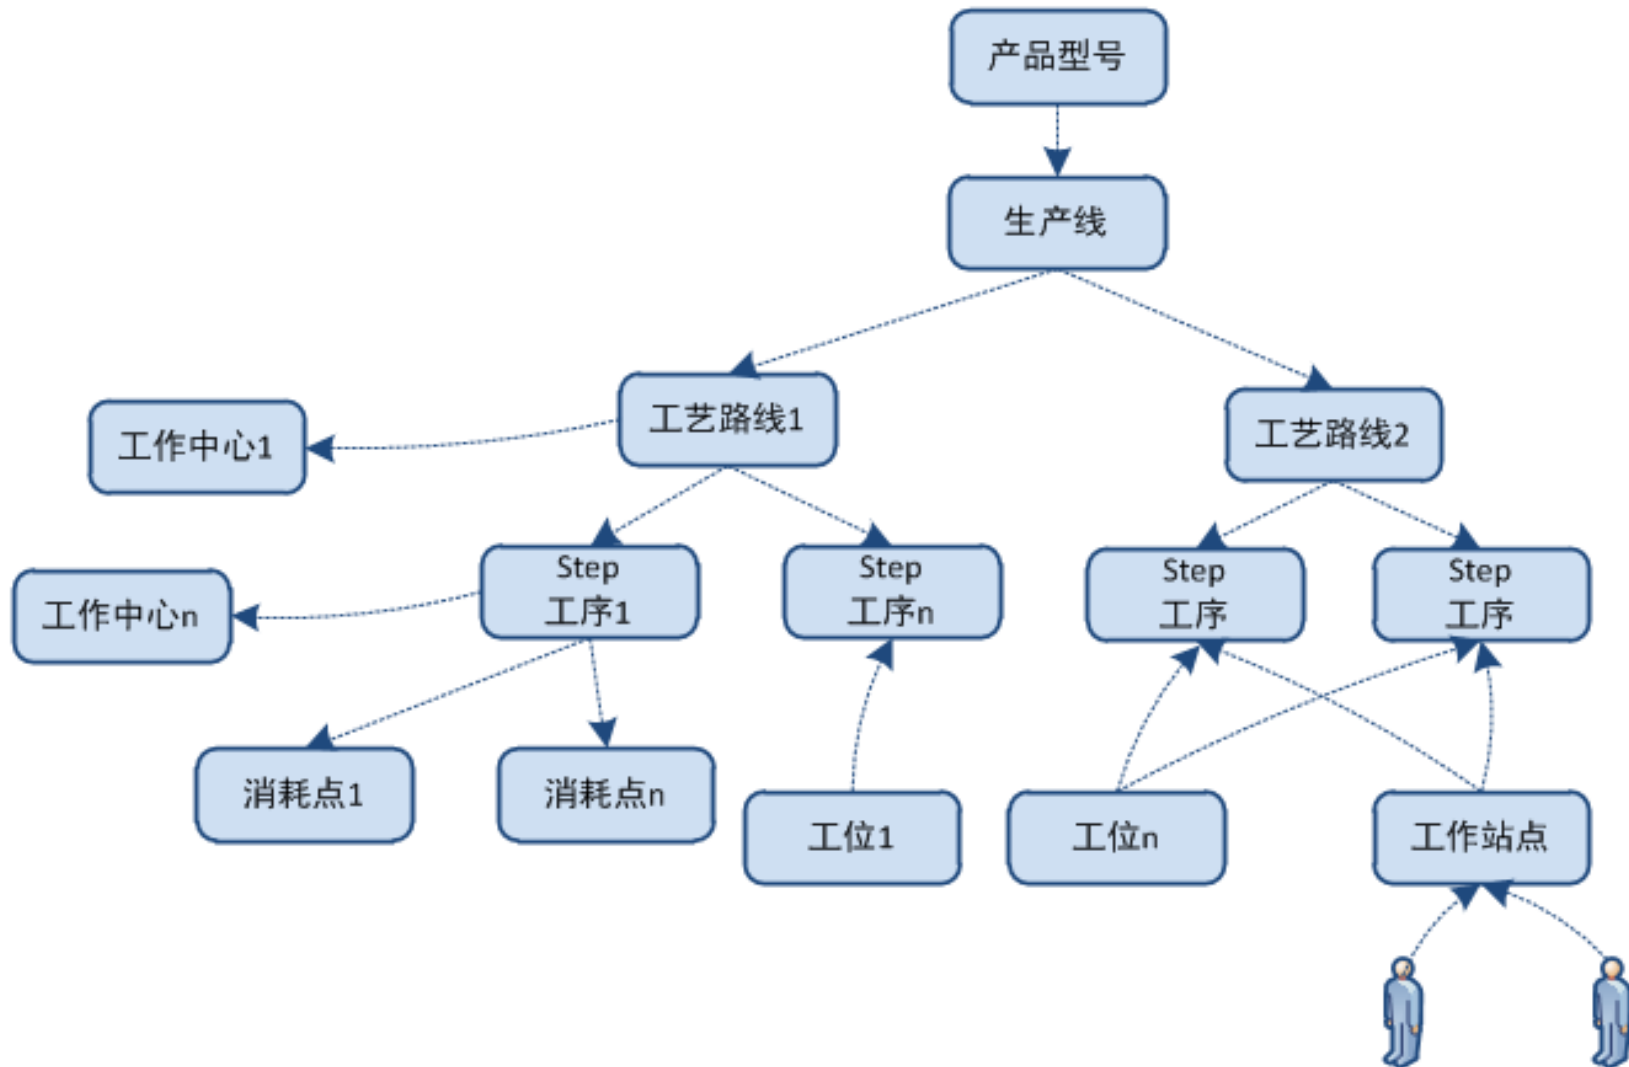 产品型号
生产线
工艺路线1
工艺路线2
工作中心1
Step
工序1
Step
工序n
Step
工序
Step
工序
工作中心n
消耗点1
消耗点n
工位1
工位n
工作站点